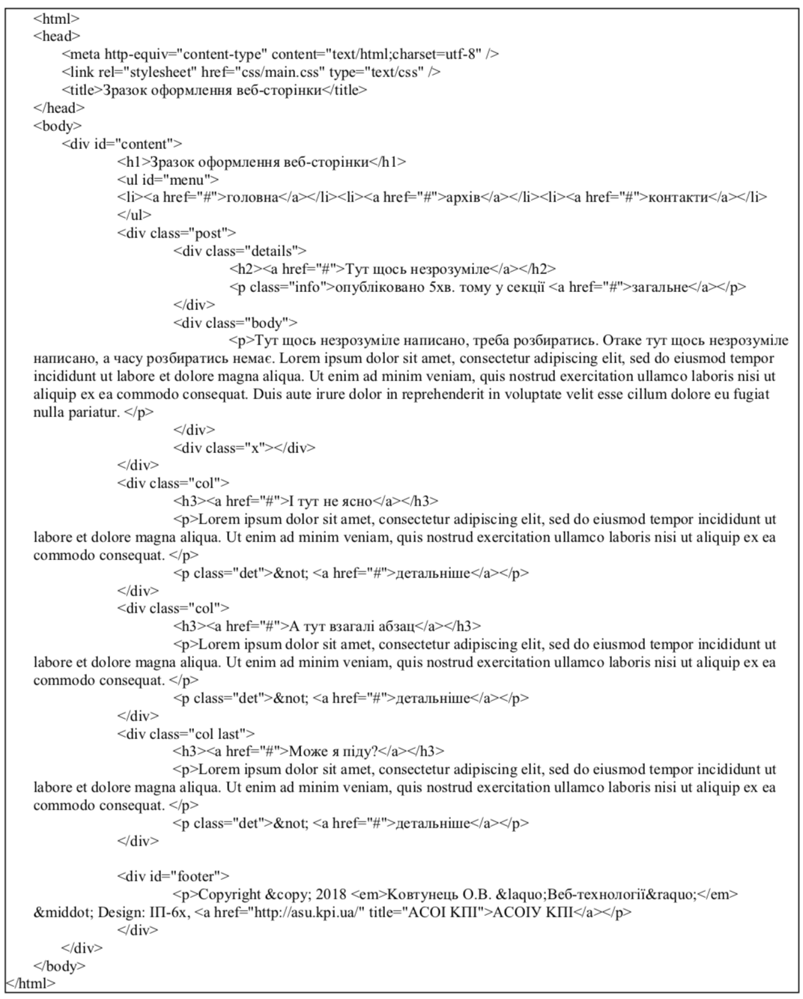 <html>
<head>
<meta http-equiv="content-type" content="text/html;charset=utf-8" />
<link rel="stylesheet" href="css/main.css" type="text/css" />
<title>Зразок оформлення веб-сторінки</title>
</head>
<body>
<div id="content">
<h1>Зразок оформлення веб-сторінки</h1>
<ul id="menu">
<li><a href="#">головна</a></li><li><a href="#">архів</a></li><li><a href="#">контакти</a></li>
</ul>
<div class="post">
<div class="details">
<h2><a href="#">Тут щось незрозуміле</a></h2>
<p class="info">опубліковано 5хв. тому у секції <a href="#">загальне</a></p>
</div>
<div class="body">
<p>Тут щось незрозуміле написано, треба розбиратись. Отаке тут щось незрозуміле
написано, а часу розбиратись немає. Lorem ipsum dolor sit amet, consectetur adipiscing elit, sed do eiusmod tempor
incididunt ut labore et dolore magna aliqua. Ut enim ad minim veniam, quis nostrud exercitation ullamco laboris nisi ut
aliquip ex ea commodo consequat. Duis aute irure dolor in reprehenderit in voluptate velit esse cillum dolore eu fugiat
nulla pariatur. </p>
</div>
<div class="x"></div>
</div>
<div class="col">
<h3><a href="#">І тут не ясно</a></h3>
<p>Lorem ipsum dolor sit amet, consectetur adipiscing elit, sed do eiusmod tempor incididunt ut
labore et dolore magna aliqua. Ut enim ad minim veniam, quis nostrud exercitation ullamco laboris nisi ut aliquip ex ea
commodo consequat. </p>
<p class="det">&not; <a href="#">детальніше</a></p>
</div>
<div class="col">
<h3><a href="#">А тут взагалі абзац</a></h3>
<p>Lorem ipsum dolor sit amet, consectetur adipiscing elit, sed do eiusmod tempor incididunt ut
labore et dolore magna aliqua. Ut enim ad minim veniam, quis nostrud exercitation ullamco laboris nisi ut aliquip ex ea
commodo consequat. </p>
<p class="det">&not; <a href="#">детальніше</a></p>
</div>
<div class="col last">
<h3><a href="#">Може я піду?</a></h3>
<p>Lorem ipsum dolor sit amet, consectetur adipiscing elit, sed do eiusmod tempor incididunt ut
labore et dolore magna aliqua. Ut enim ad minim veniam, quis nostrud exercitation ullamco laboris nisi ut aliquip ex ea
commodo consequat. </p>
<p class="det">&not; <a href="#">детальніше</a></p>
</div>
<div id="footer">
<p>Copyright &copy; 2018 <em>Ковтунець О.В. &laquo;Веб-технології&raquo;</em>
&middot; Design: ІП-6х, <a href="http://asu.kpi.ua/" title="АСОІ КПІ">АСОІУ КПІ</a></p>
</div>
</div>
</body>
</html>